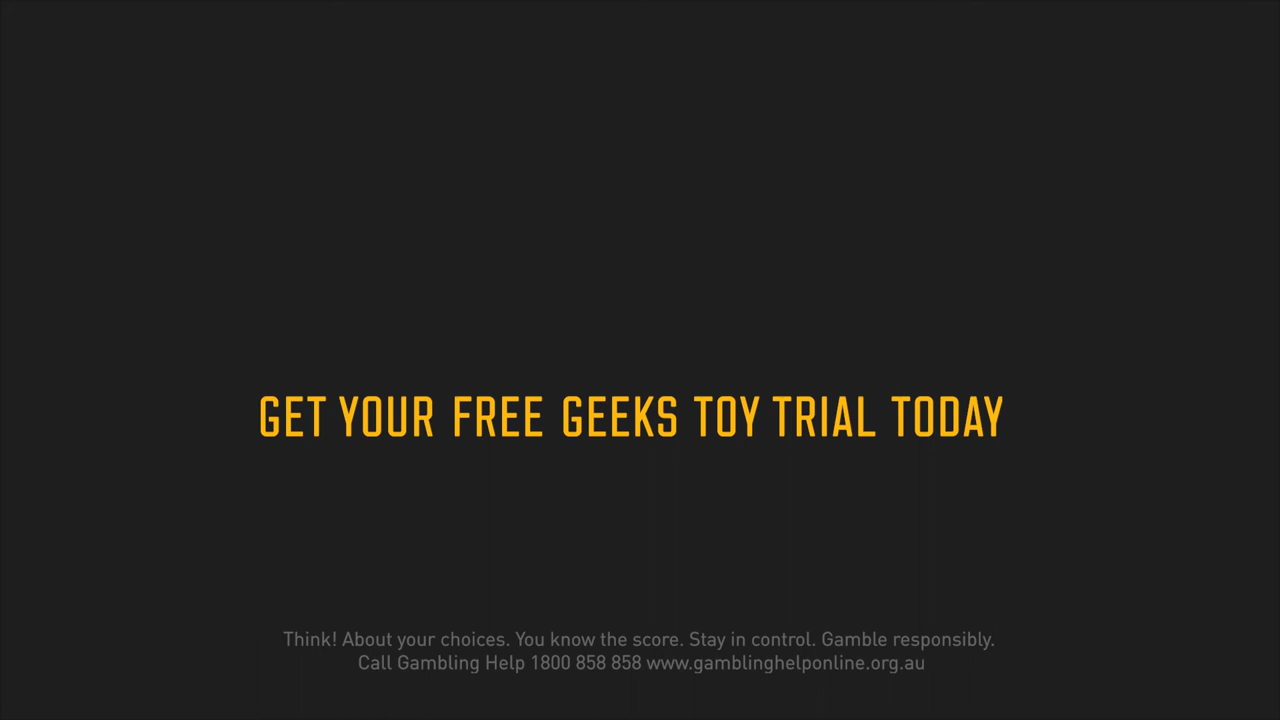 GET YOUR FREE GEEKS TOY TRIAL TODAY
Think! About your choices. You know the score. Stay in control. Gamble responsibly.
Call Gambling Help 1800 858 858 www.gamblinghelponline.org.au